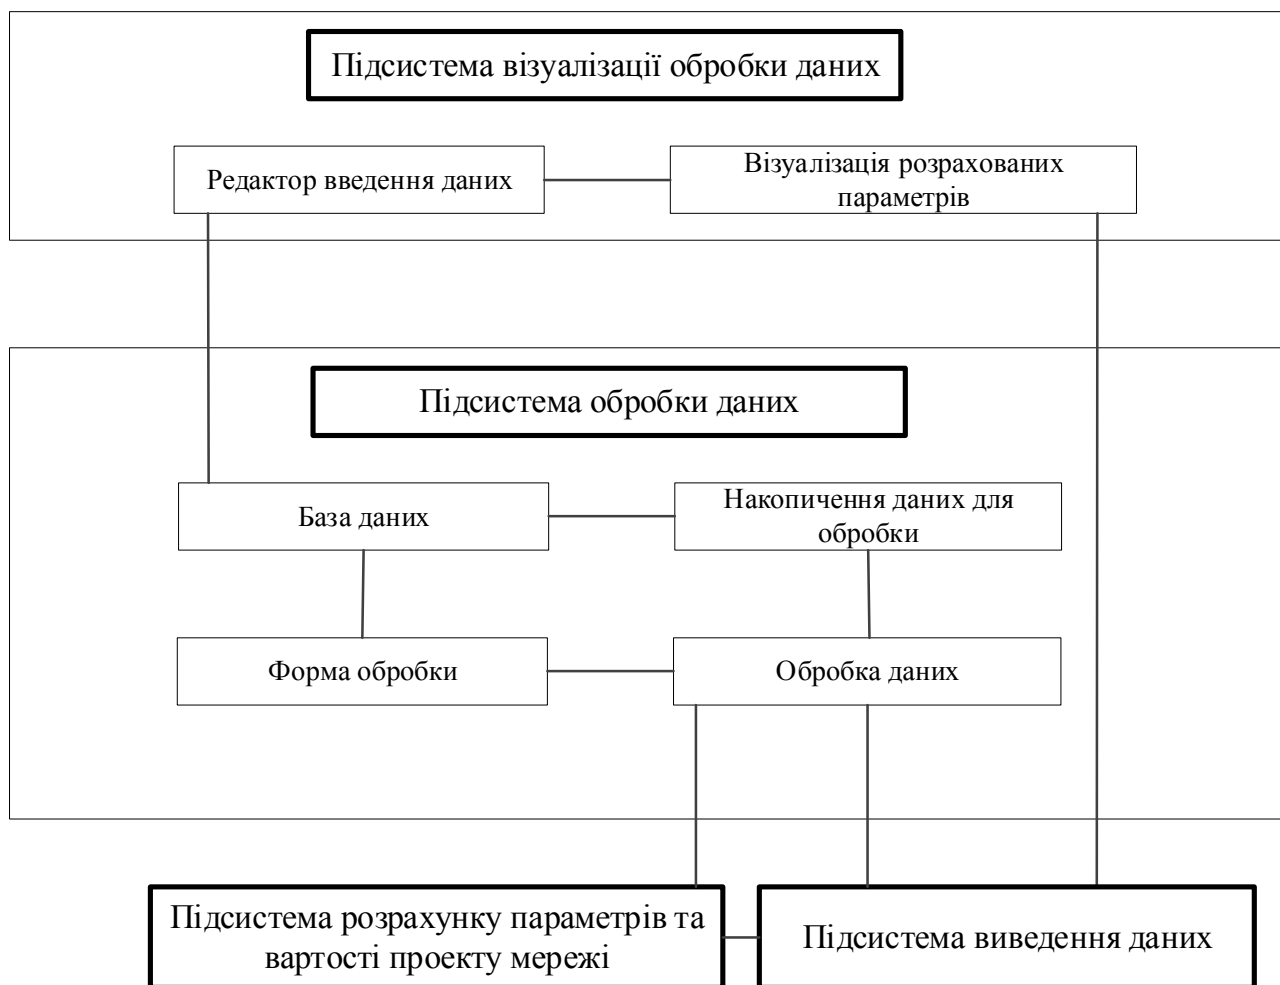 Підсистема візуалізації обробки даних
Редактор введення даних
Візуалізація розрахованих
параметрів
Підсистема обробки даних
База даних
Накопичення даних для
обробки
Форма обробки
Обробка даних
Підсистема розрахунку параметрів та
вартості проекту мережі
Підсистема виведення даних